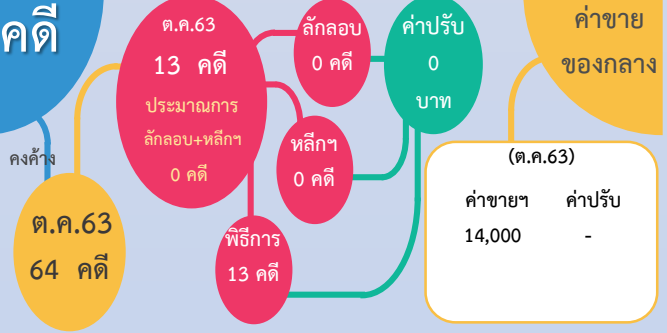 คดี
คงค้าง
ต.ค.63
64 คดี
ต.ค.63
13 คดี
ประมาณการ
ลักลอบ+หลีกฯ
0 คดี
ลักลอบ
0 คดี
หลีกฯ
0 คดี
พิธีการ
13 คดี
ค่าปรับ
0
บาท
ค่าขาย
ของกลาง
(ต.ค.63)
ค่าขายฯ ค่าปรับ
14,000 -